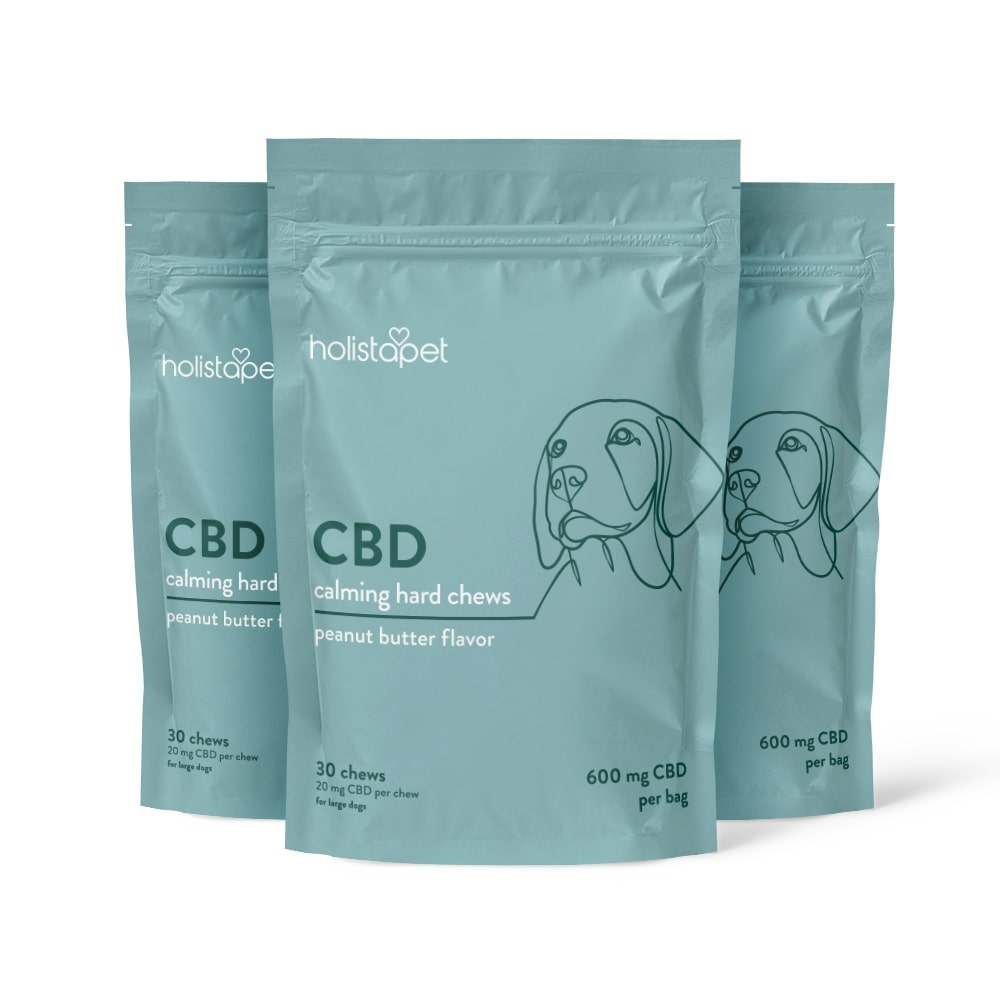 holistapet
CBD
calming hard chews
peanut butter flavor
30 chews
20 mg CBD per chew
for large dogs
600 mg CBD
per bag
holistape
CBD
calming hard
peanut butter f
30 chews
20 mg CBD per chew
for large dogs
600 mg CBD
per bag